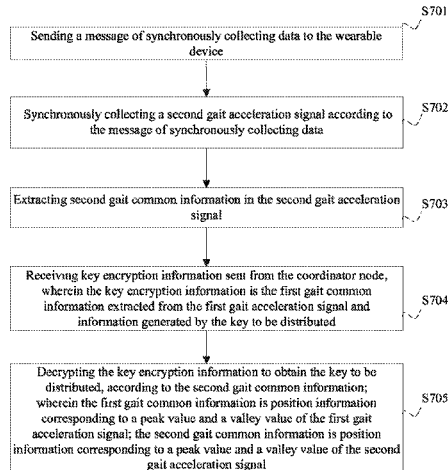 S701
Sending a message of synchronously collecting data to the wearable
device
S702
Synchronously collecting a second gait acceleration signal according to
the message of synchronously collecting data
S703
Extracting second gait common information in the second gait acceleration
signal
S704
Receiving key encryption information sent from the coordinator node,
wherein the key encryption information is the first gait common
information extracted from the first gait acceleration signal and
information generated by the key to be distributed
S705
Decrypting the key encryption information to obtain the key to be
distributed, according to the second gait common information;
wherein the first gait common information is position information
corresponding to a peak value and a valley value of the first gait
acceleration signal; the second gait common information is position
information corresponding to a peak value and a valley value of the second
gait acceleration signal